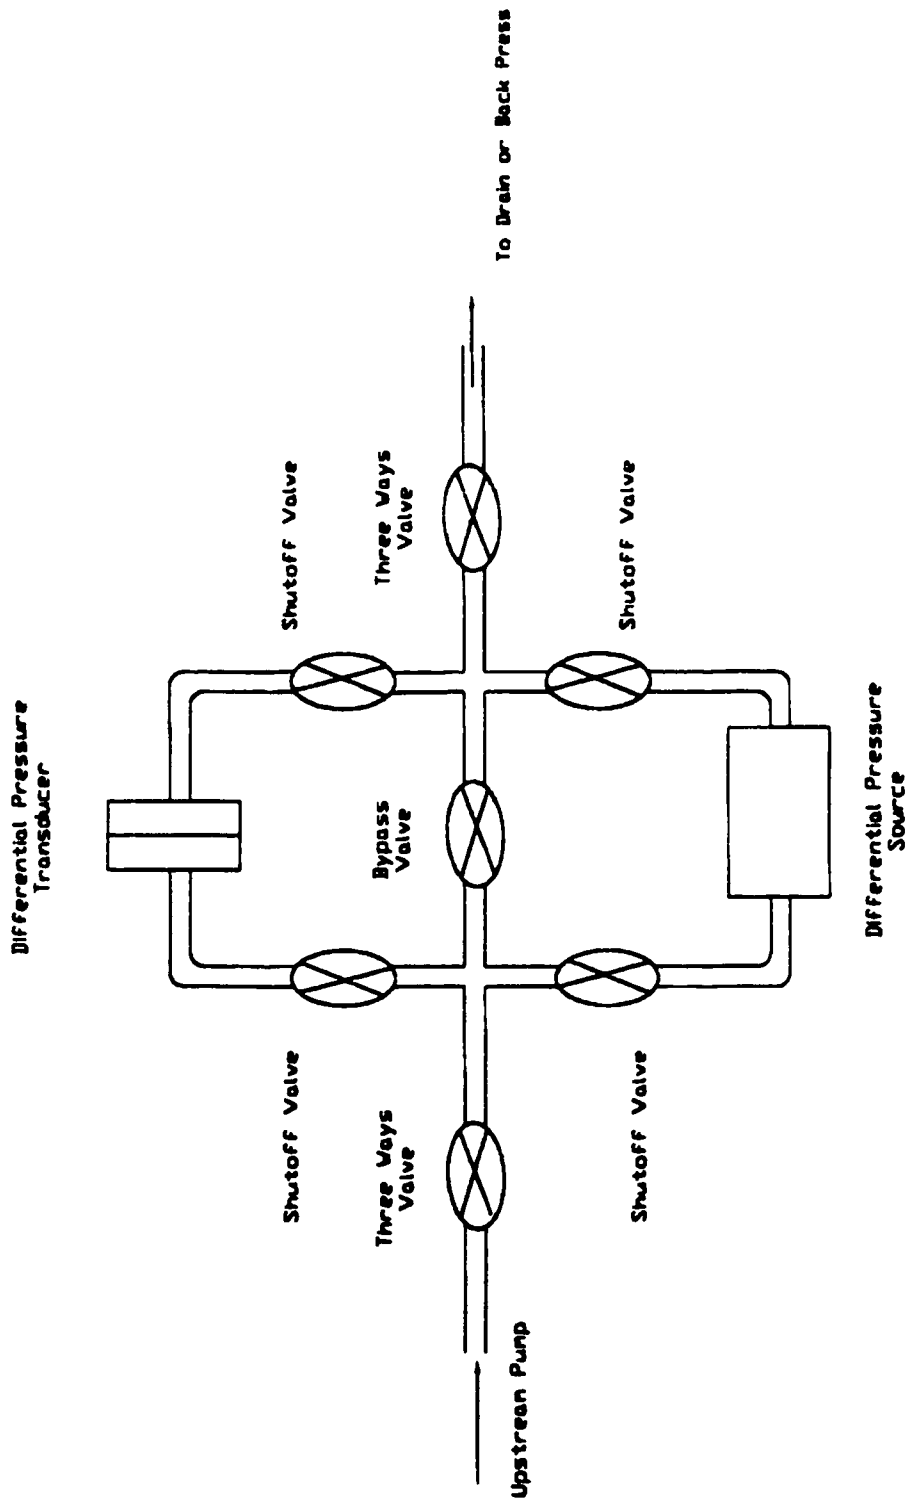 Differential Pressure
Transducer
Shutoff Valve
Shutoff Valve
Three Ways
Valve
Bypass
Valve
Three Ways
Valve
Upstrean Pump
To Drain or Back Press
Shutoff Valve
Shutoff Valve
Differential Pressure
Source